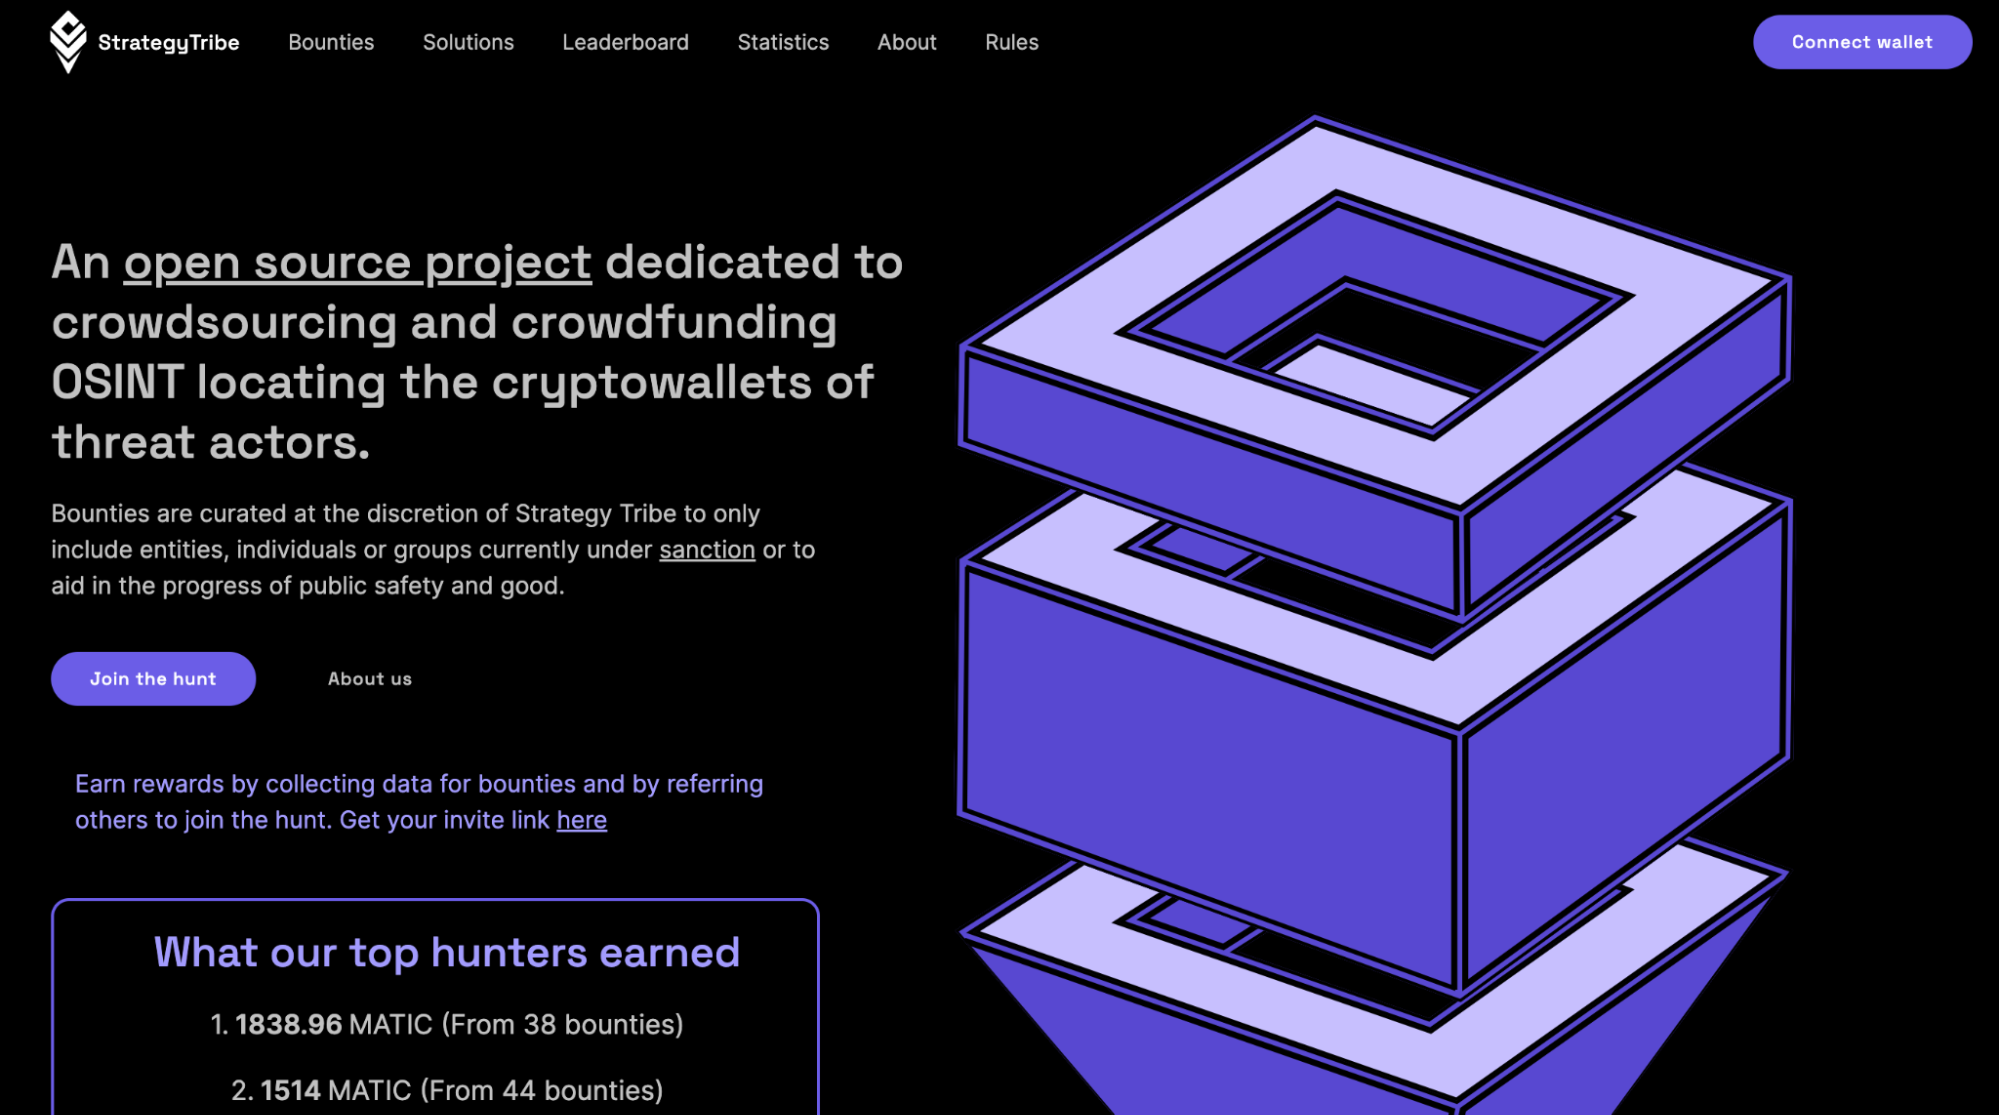 StrategyTribe Bounties Solutions Leaderboard Statistics About Rules Connect wallet
An open source project dedicated to
crowdsourcing and crowdfunding
OSINT locating the cryptowallets of
threat actors.
Bounties are curated at the discretion of Strategy Tribe to only
include entities, individuals or groups currently under sanction or to
aid in the progress of public safety and good.
Join the hunt About us
Earn rewards by collecting data for bounties and by referring
others to join the hunt. Get your invite link here
What our top hunters earned
1. 1838.96 MATIC (From 38 bounties)
2. 1514 MATIC (From 44 bounties)